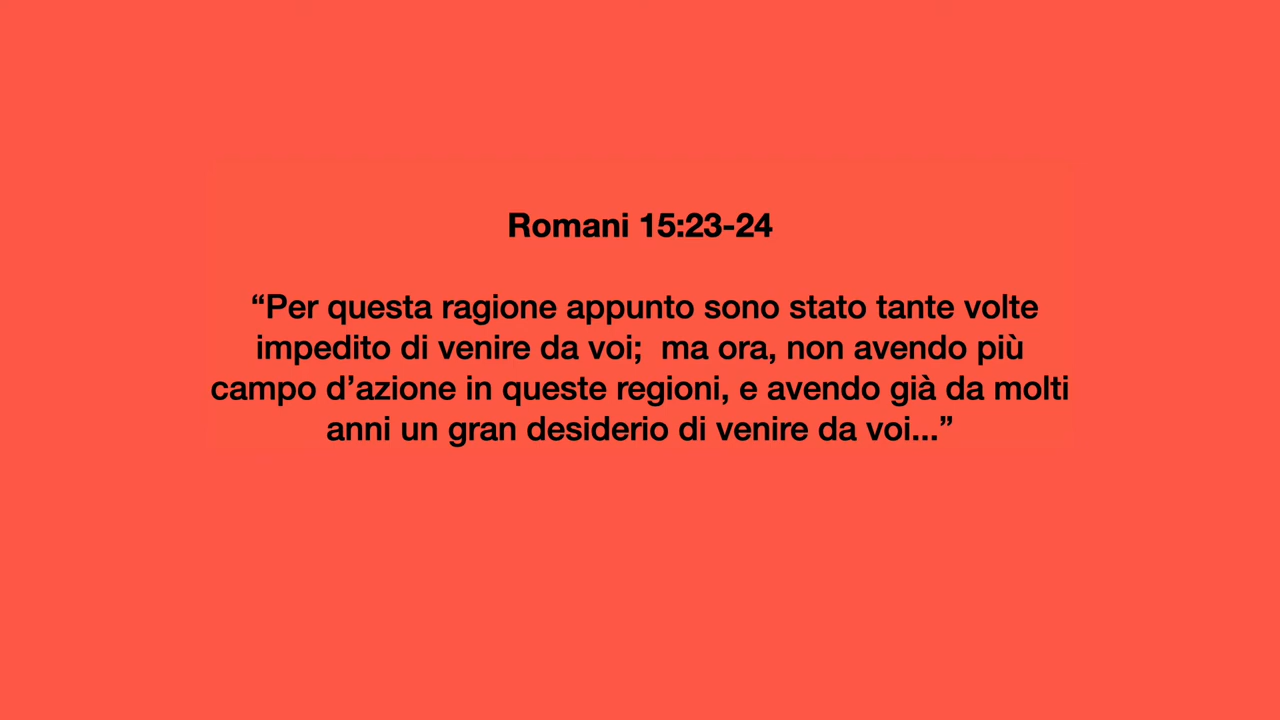 Romani 15:23-24
“Per questa ragione appunto sono stato tante volte
impedito di venire da voi;  ma ora, non avendo più
campo d’azione in queste regioni, e avendo già da molti
anni un gran desiderio di venire da voi...”